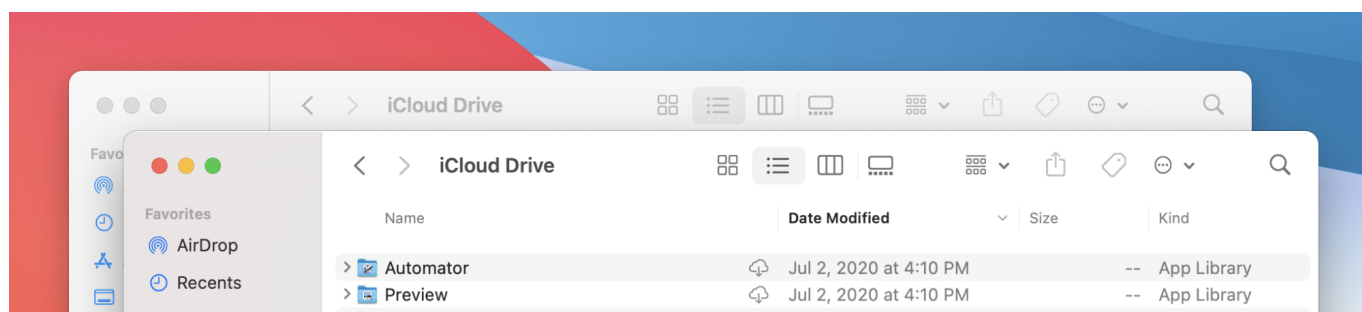 iCloud Drive
Favo
iCloud Drive
Favorites
Name Date Modified Size Kind
AirDrop
Automator Jul 2, 2020 at 4:10 PM -- App Library
Recents
Preview Jul 2, 2020 at 4:10 PM -- App Library